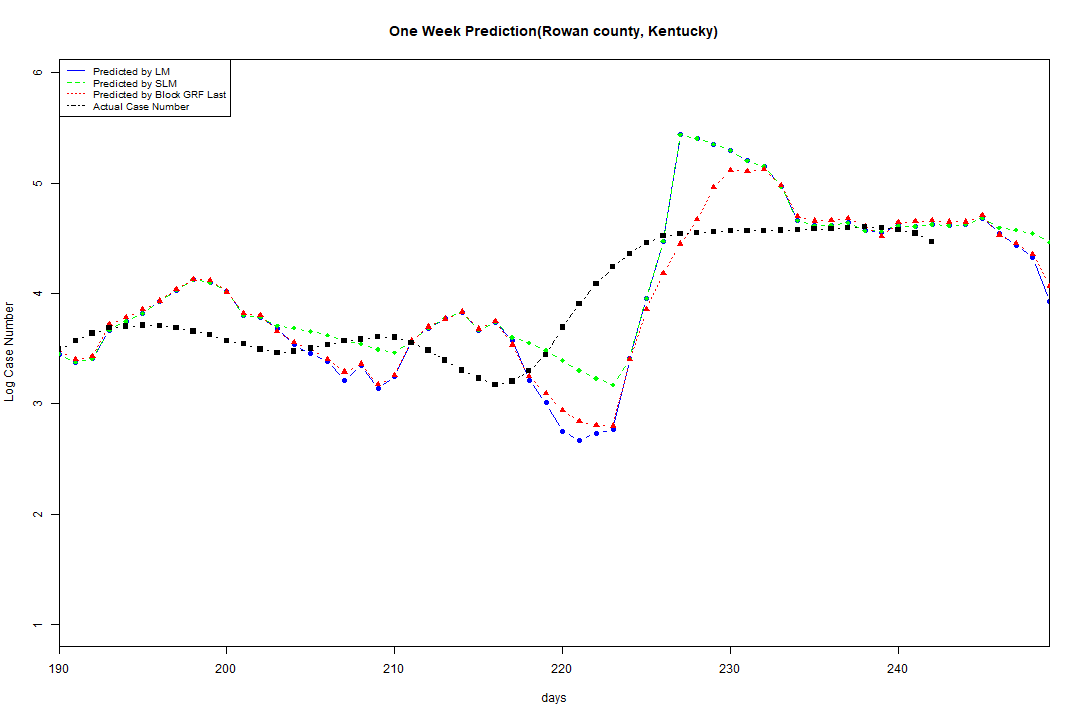 One Week Prediction(Rowan county, Kentucky)
Predicted by LM
Predicted by SLM
Predicted by Block GRF Last
Actual Case Number
6
5
4
3
2
1
Log Case Number
190 200 210 220 230 240
days